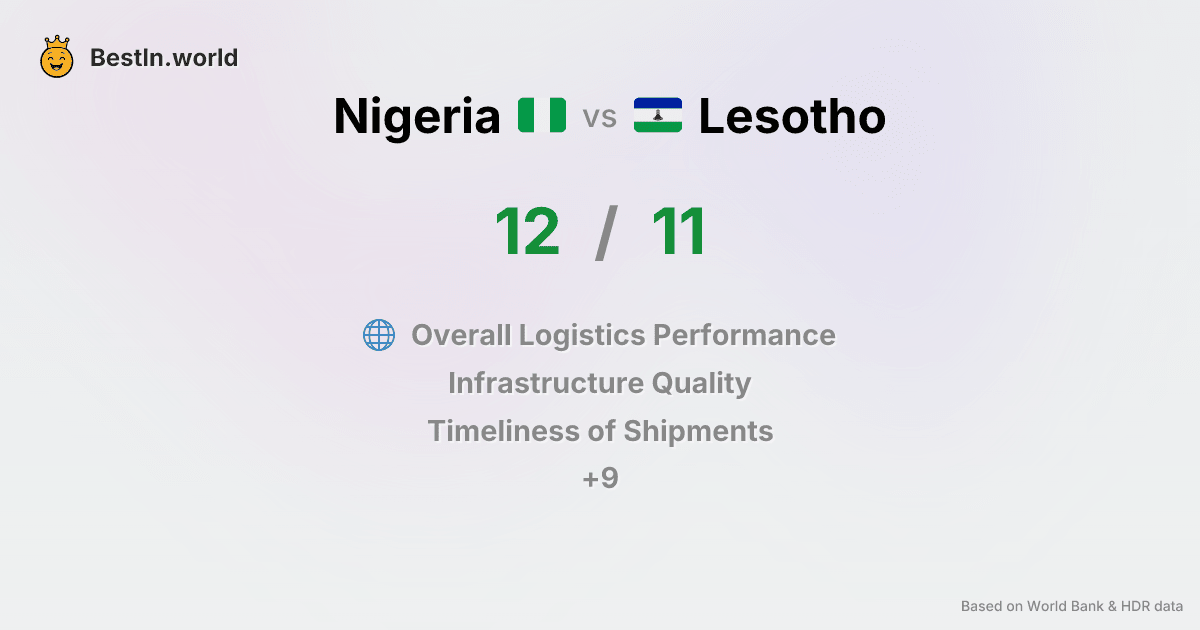 BestIn.world
Nigeria vs Lesotho
12 / 11
Overall Logistics Performance
Infrastructure Quality
Timeliness of Shipments
+9
Based on World Bank & HDR data